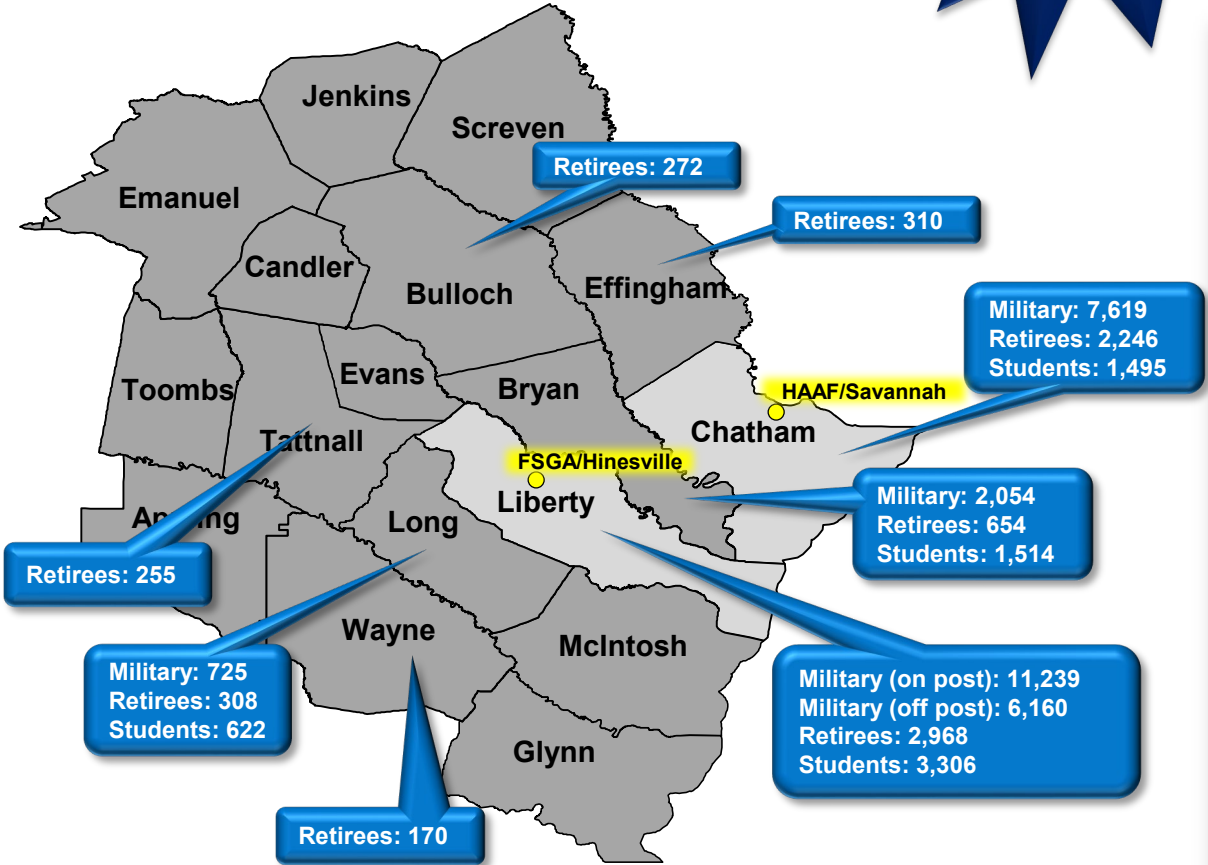 Jenkins
Screven
Retirees: 272
Emanuel
Retirees: 310
Candler
Bulloch
Effingham
Military: 7,619
Retirees: 2,246
Students: 1,495
Toombs
Evans
Bryan
HAAF/Savannah
Chatham
Tattnall
FSGA/Hinesville
Liberty
Military: 2,054
Retirees: 654
Students: 1,514
Long
Retirees: 255
Wayne
McIntosh
Military: 725
Retirees: 308
Students: 622
Military (on post): 11,239
Military (off post): 6,160
Retirees: 2,968
Students: 3,306
Glynn
Retirees: 170